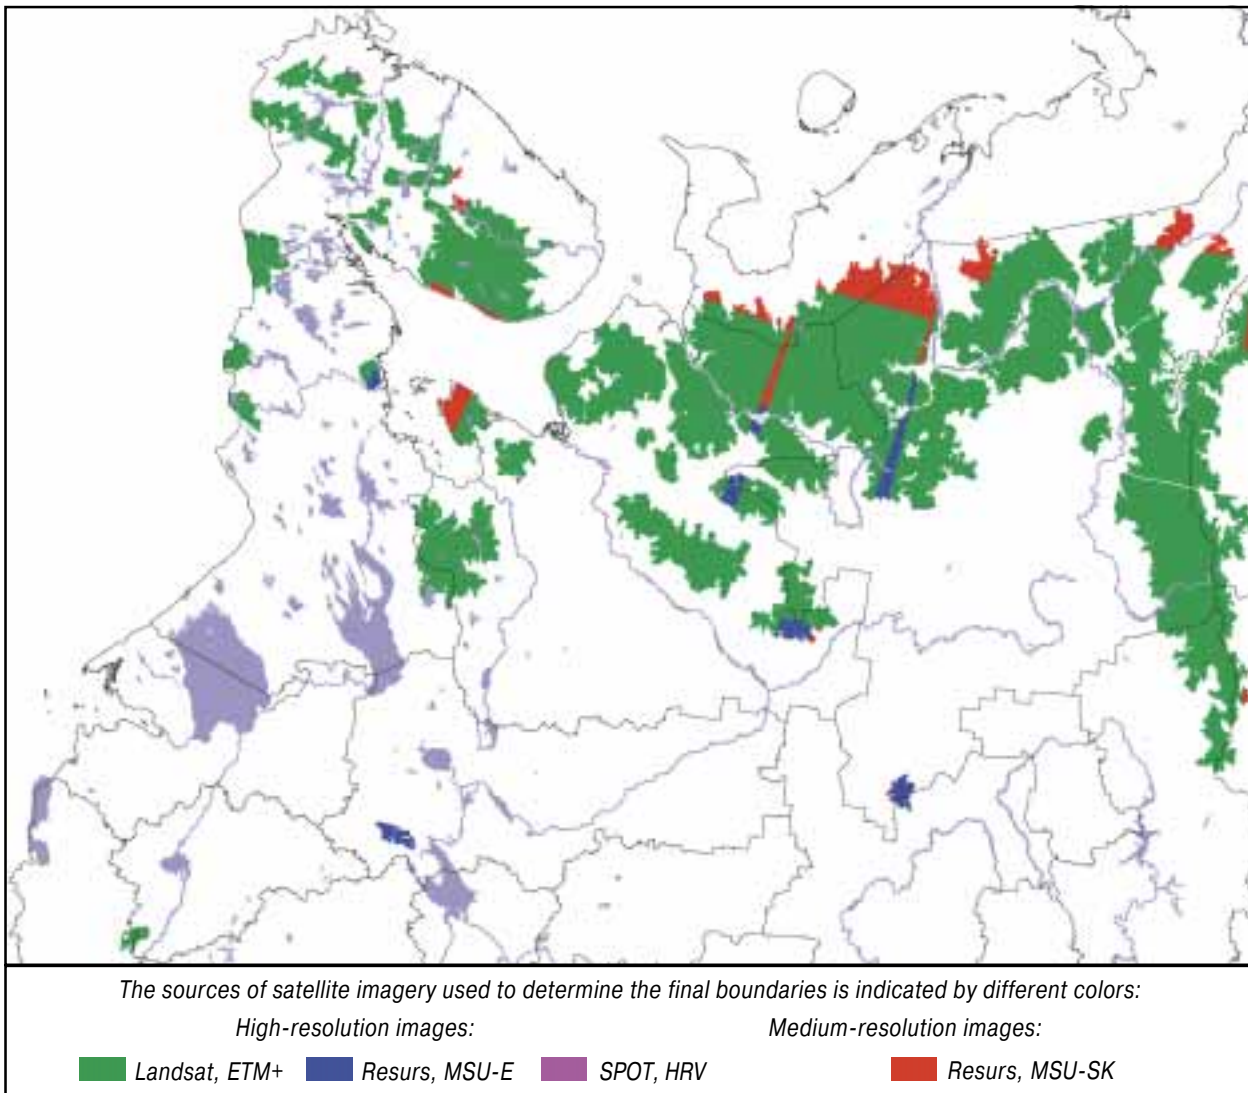 The sources of satellite imagery used to determine the final boundaries is indicated by different colors:
High-resolution images: Medium-resolution images:
Landsat, ETM+ Resurs, MSU-E SPOT, HRV Resurs, MSU-SK